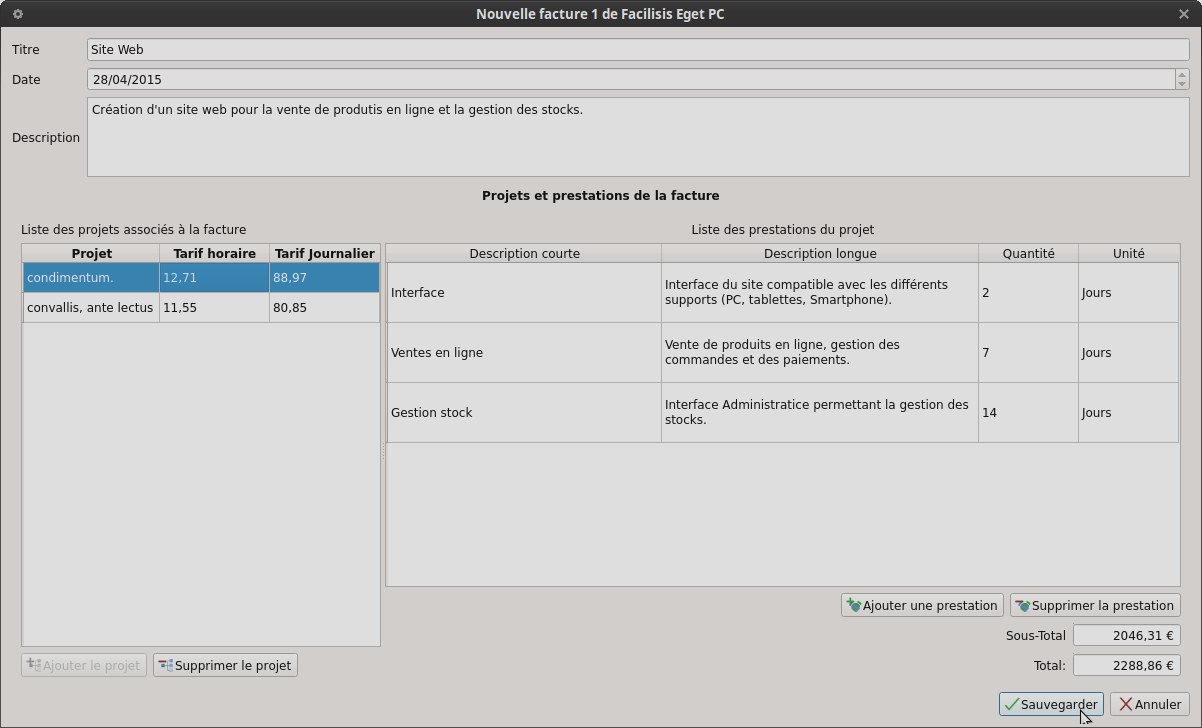 Nouvelle facture 1 de Facilisis Eget PC
Titre
Site Web
Date
28/04/2015
Description
Création d'un site web pour la vente de produtis en ligne et la gestion des stocks.
Projets et prestations de la facture
Liste des projets associés à la facture
Projet Tarif horaire Tarif Journalier
condimentum. 12,71 88,97
convallis, ante lectus 11,55 80,85
Ajouter le projet Supprimer le projet
Liste des prestations du projet
Description courte Description longue Quantité Unité
Interface
Interface du site compatible avec les différents
supports (PC, tablettes, Smartphone).
2
Jours
Ventes en ligne
Vente de produits en ligne, gestion des
commandes et des paiements.
7
Jours
Gestion stock
Interface Administratice permettant la gestion des
stocks.
14
Jours
Ajouter une prestation Supprimer la prestation
Sous-Total 2046,31 €
Total: 2288,86 €
Sauvegarder Annuler